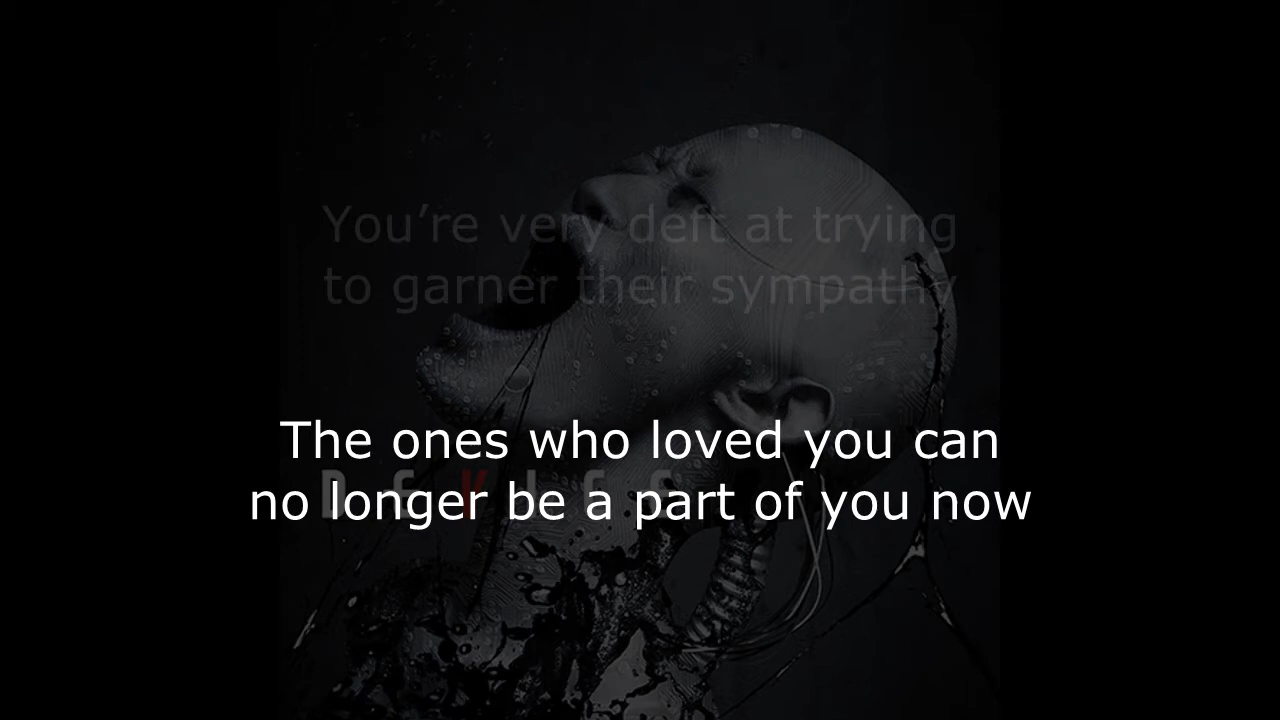 You’re very deft at trying
to garner their sympathy
The ones who loved you can
no longer be a part of you now